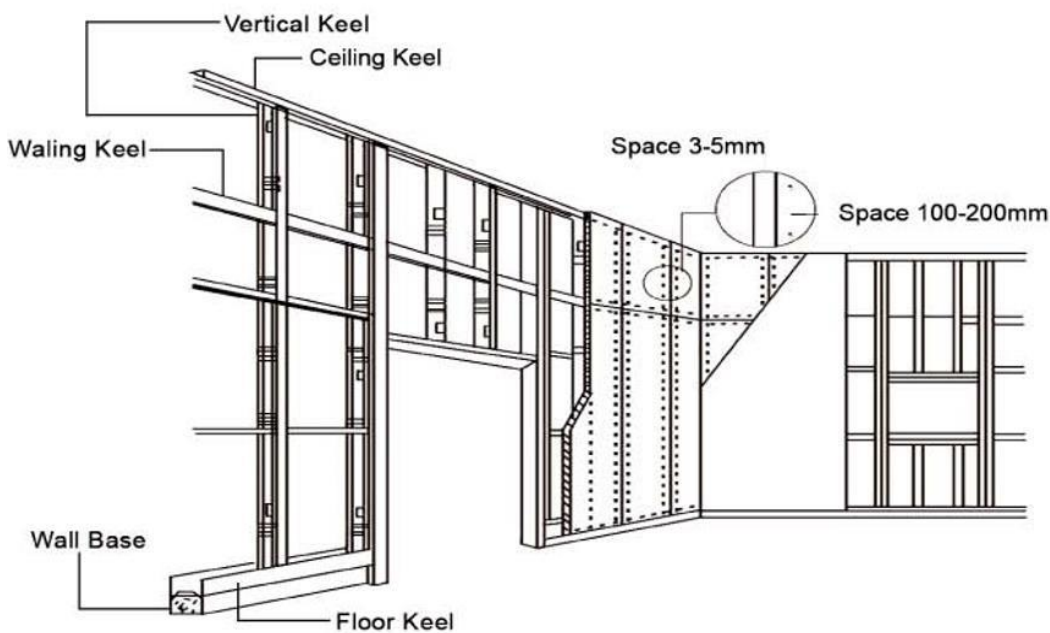 Vertical Keel
Ceiling Keel
Waling Keel
Space 3-5mm
Space 100-200mm
Wall Base
Floor Keel